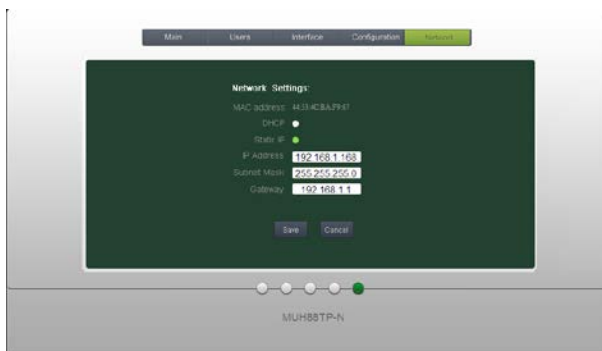 Main Users Interface Configuration Network
Network Settings:
MAC address:
DHCP
Static IP
IP Address 192.168.1.168
Subnet Mask 255.255.255.0
Gateway 192.168.1.1
Save Cancel
MUH88TP-N